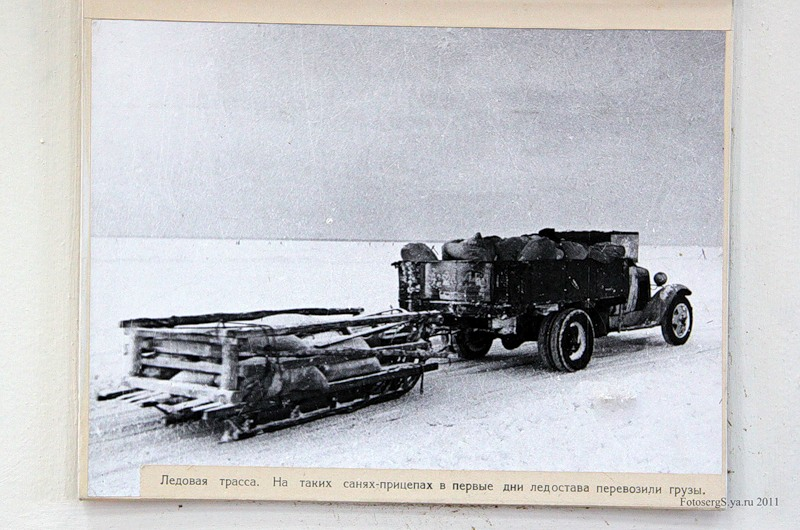 Ледовая трасса. На таких санях-прицепах в первые дни ледостава перевозили грузы.
FotosergS.ya.ru 2011